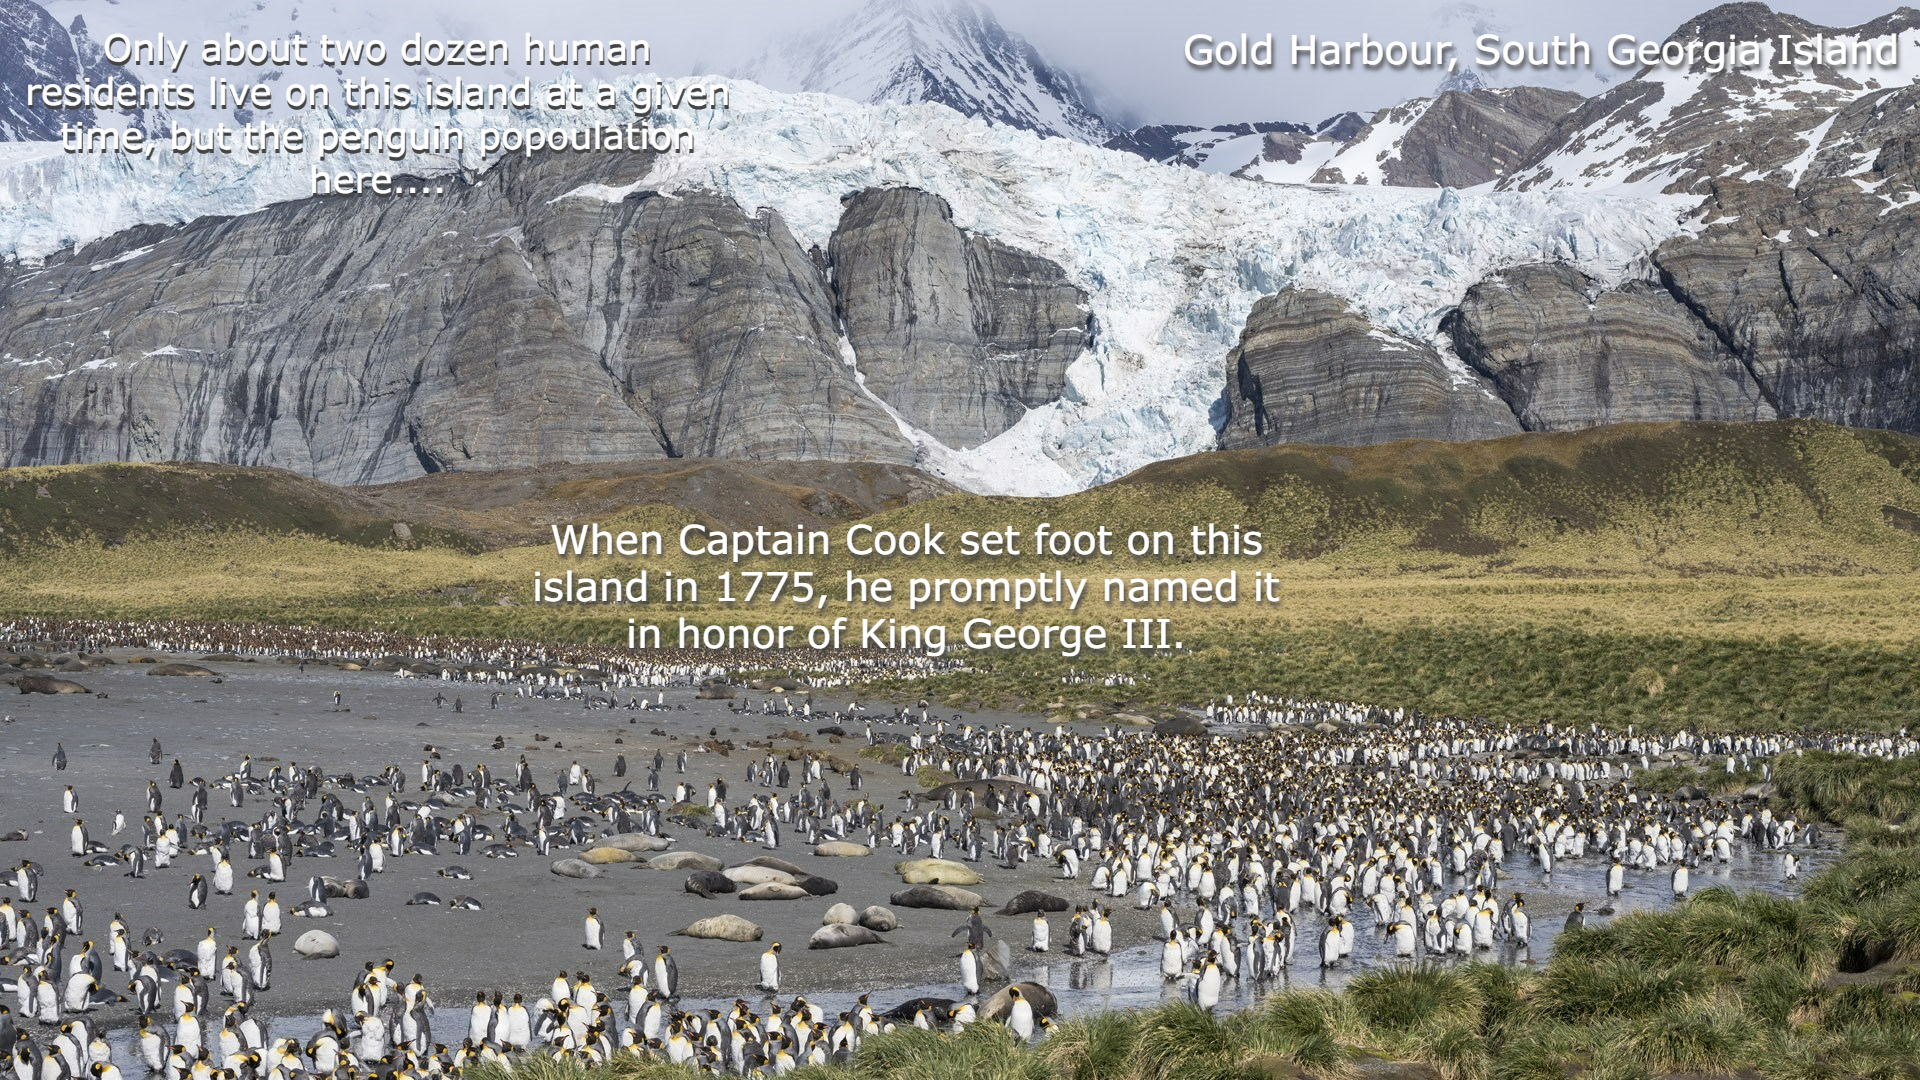 Only about two dozen human
residents live on this island at a given
time, but the penguin popoulation
here....
Gold Harbour, South Georgia Island
When Captain Cook set foot on this
island in 1775, he promptly named it
in honor of King George III.